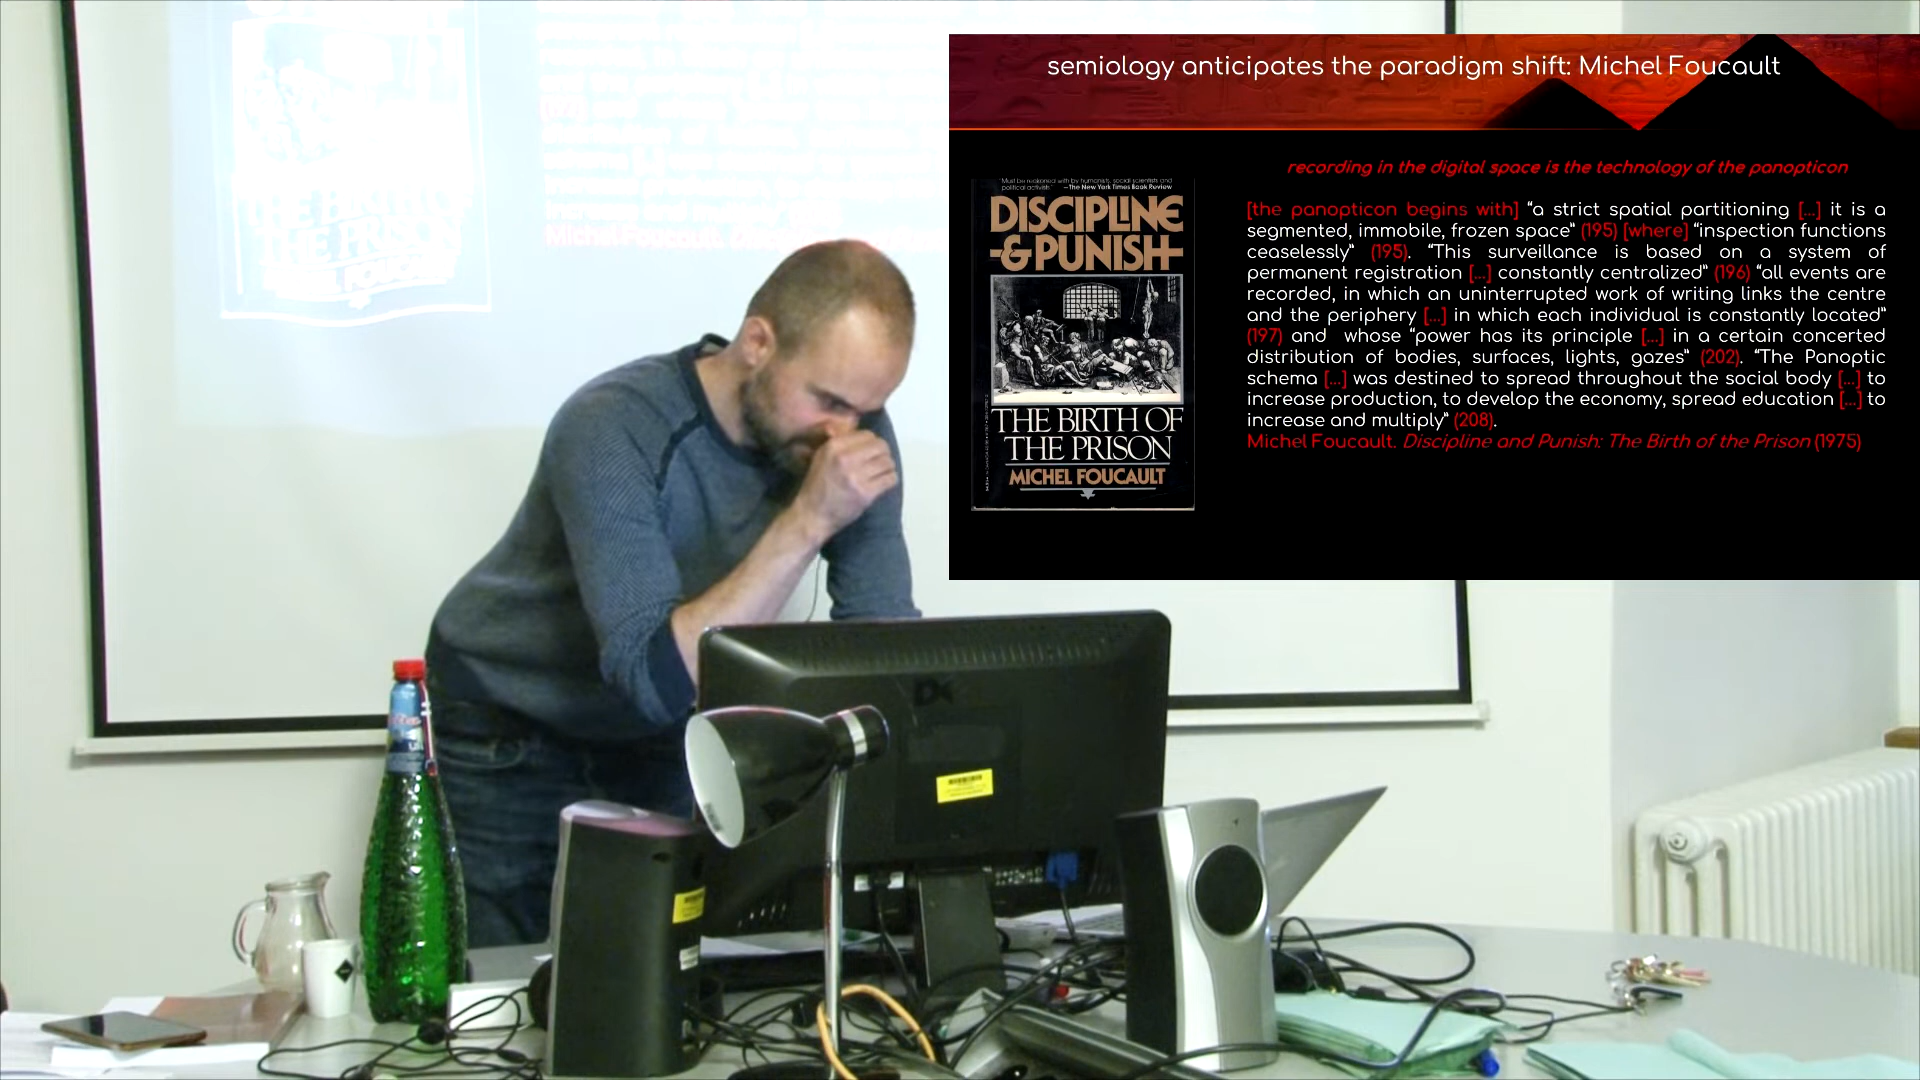 semiology anticipates the paradigm shift: Michel Foucault
recording in the digital space is the technology of the panopticon
[the panopticon begins with] “a strict spatial partitioning [...] it is a
segmented, immobile, frozen space” (195) [where] “inspection functions
ceaselessly” (195). “This surveillance is based on a system of
permanent registration [...] constantly centralized” (196) “all events are
recorded, in which an uninterrupted work of writing links the centre
and the periphery [...] in which each individual is constantly located”
(197) and whose “power has its principle [...] in a certain concerted
distribution of bodies, surfaces, lights, gazes” (202). “The Panoptic
schema [...] was destined to spread throughout the social body [...] to
increase production, to develop the economy, spread education [...] to
increase and multiply” (208).
Michel Foucault. Discipline and Punish: The Birth of the Prison (1975)
"Must be reckoned with by humanists, social scientists and
political activists." —The New York Times Book Review
DISCIPLINE
&PUNISH
THE BIRTH OF
THE PRISON
MICHEL FOUCAULT